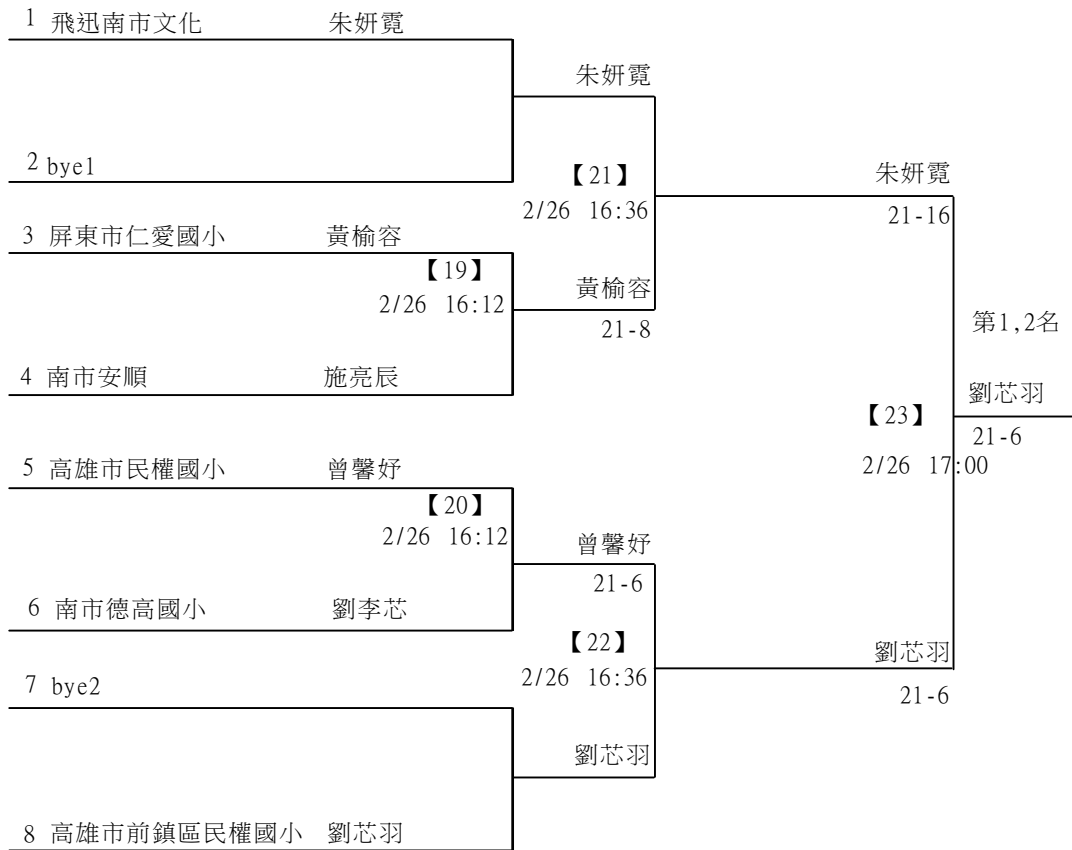 1 飛迅南市文化 朱妍霓
朱妍霓
2 bye1
【21】
2/26 16:36
朱妍霓
21-16
3 屏東市仁愛國小 黃榆容
【19】
2/26 16:12
黃榆容
21-8
4 南市安順 施亮辰
第1,2名
劉芯羽
21-6
【23】
2/26 17:00
5 高雄市民權國小 曾馨妤
【20】
2/26 16:12
曾馨妤
21-6
6 南市德高國小 劉李芯
【22】
2/26 16:36
劉芯羽
21-6
7 bye2
劉芯羽
8 高雄市前鎮區民權國小 劉芯羽